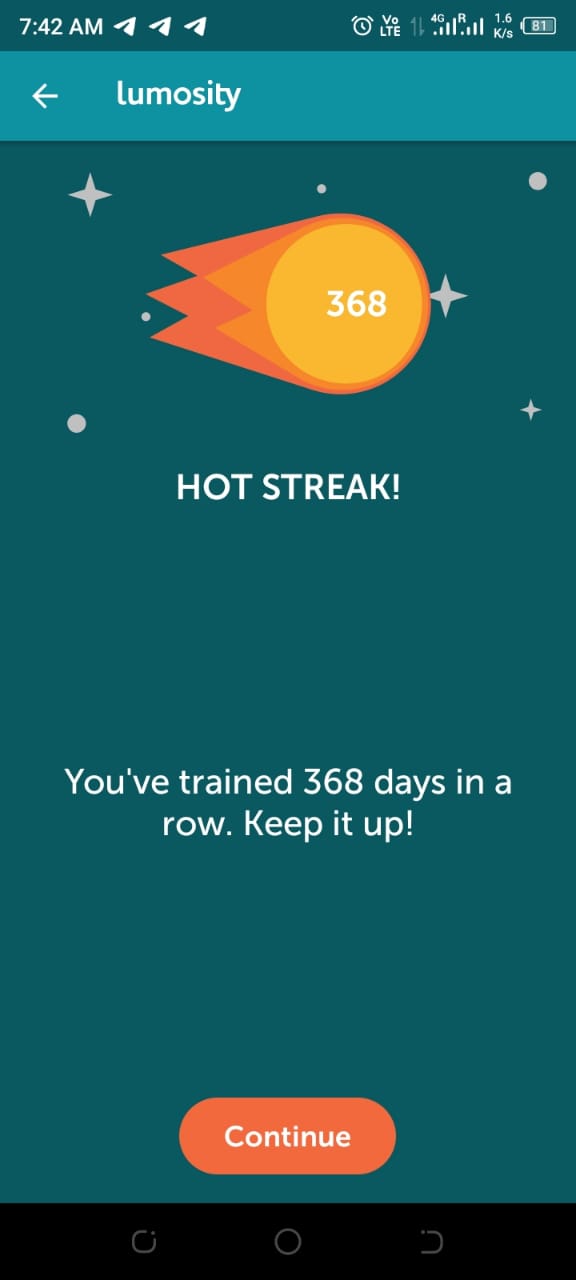 7:42 AM Vo LTE 4G R 1.6 K/s 81
lumosity
368
HOT STREAK!
You've trained 368 days in a
row. Keep it up!
Continue